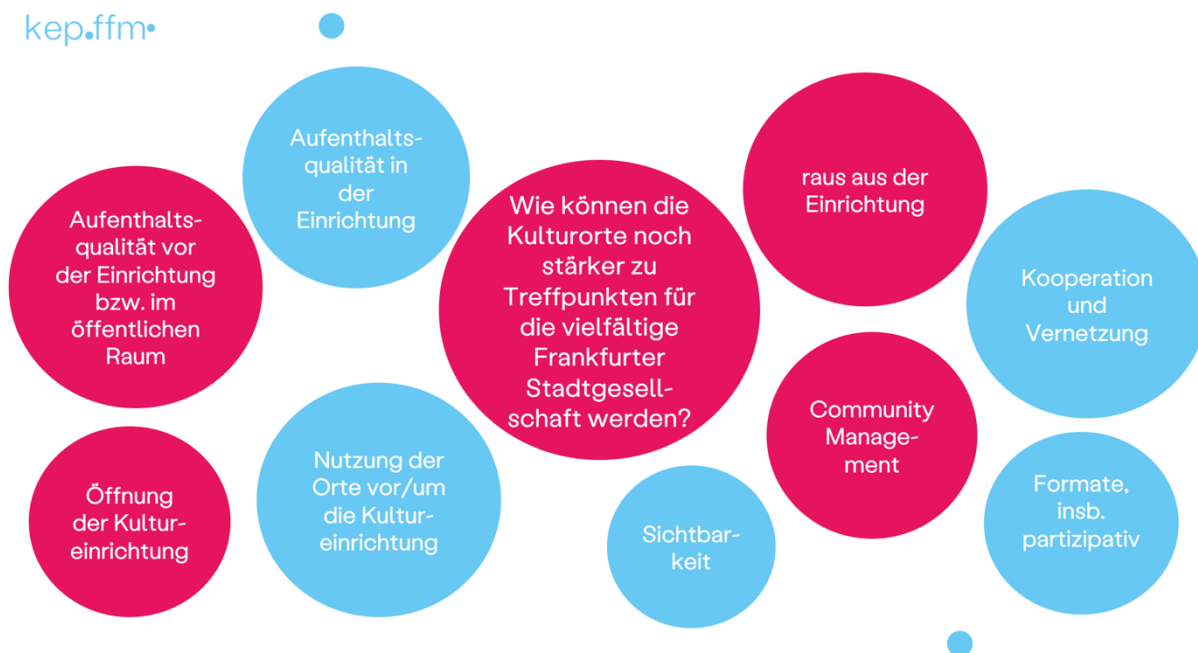 kep.ffm
Aufenthalts-
qualität in
der
Einrichtung
Aufenthalts-
qualität vor
der Einrichtung
bzw. im
öffentlichen
Raum
Öffnung
der Kultur-
einrichtung
Nutzung der
Orte vor/um
die Kultur-
einrichtung
Wie können die
Kulturorte noch
stärker zu
Treffpunkten für
die vielfältige
Frankfurter
Stadtgesell-
schaft werden?
raus aus der
Einrichtung
Kooperation
und
Vernetzung
Community
Manage-
ment
Sichtbar-
keit
Formate,
insb.
partizipativ